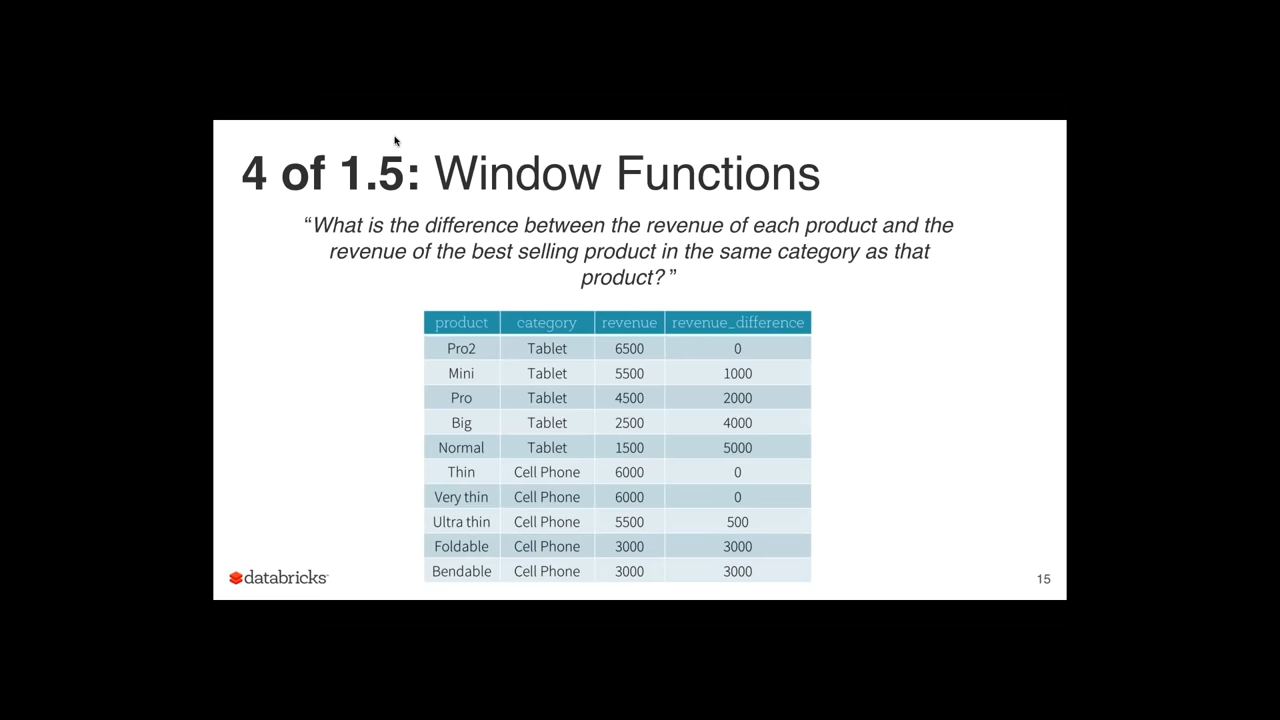 4 of 1.5: Window Functions
“What is the difference between the revenue of each product and the
revenue of the best selling product in the same category as that
product? ”
product category revenue revenue_difference
Pro2 Tablet 6500 0
Mini Tablet 5500 1000
Pro Tablet 4500 2000
Big Tablet 2500 4000
Normal Tablet 1500 5000
Thin Cell Phone 6000 0
Very thin Cell Phone 6000 0
Ultra thin Cell Phone 5500 500
Foldable Cell Phone 3000 3000
Bendable Cell Phone 3000 3000
databricks
15